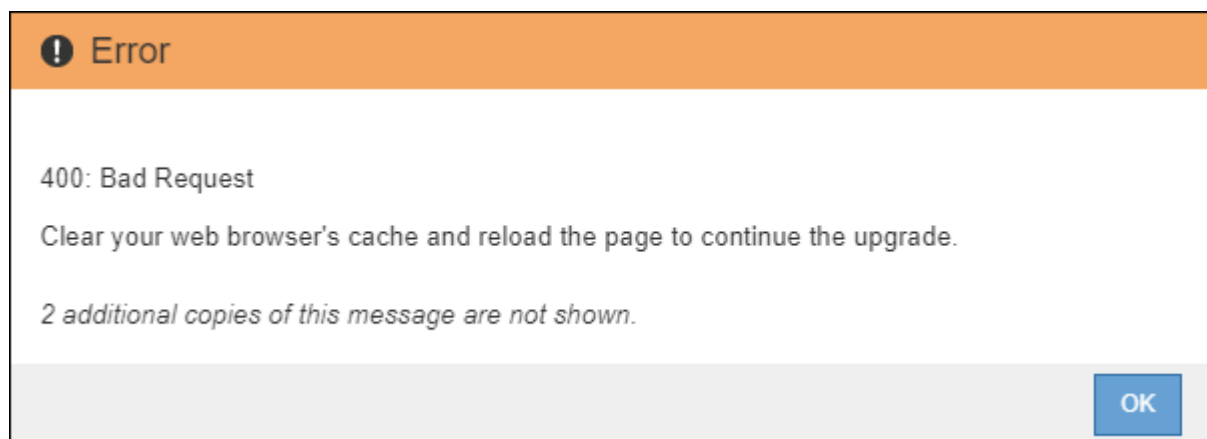 Error
400: Bad Request
Clear your web browser's cache and reload the page to continue the upgrade.
2 additional copies of this message are not shown.
OK